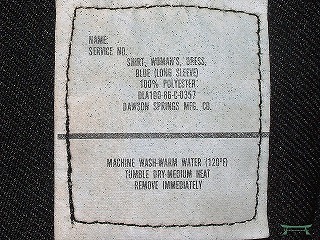 NAME:
SERVICE NO.
SHIRT, WOMAN'S, DRESS,
BLUE (LONG SLEEVE)
100% POLYESTER
DLA100-86-C-0357
DAWSON SPRINGS MFG. CO.
MACHINE WASH-WARM WATER (120°F)
TUMBLE DRY-MEDIUM HEAT
REMOVE IMMEDIATELY